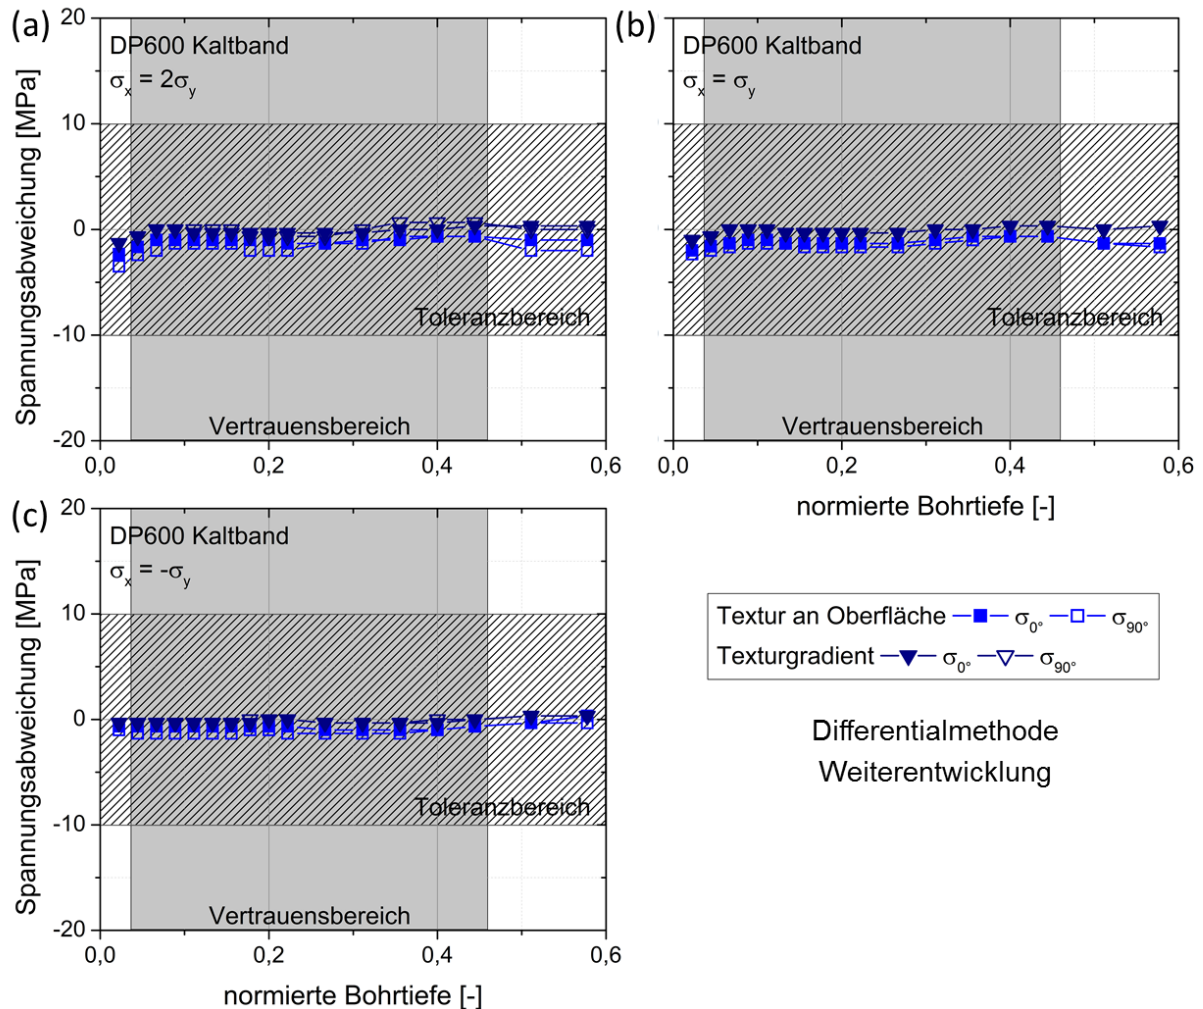 (a)
DP600 Kaltband
σx = 2σy
Spannungsabweichung [MPa]
20
10
0
-10
-20
Toleranzbereich
Vertrauensbereich
0,0 0,2 0,4 0,6
(b)
DP600 Kaltband
σx = σy
Toleranzbereich
Vertrauensbereich
0,0 0,2 0,4 0,6
normierte Bohrtiefe [-]
(c)
DP600 Kaltband
σx = -σy
Spannungsabweichung [MPa]
20
10
0
-10
-20
Toleranzbereich
Vertrauensbereich
0,0 0,2 0,4 0,6
normierte Bohrtiefe [-]
Textur an Oberfläche σ0° σ90°
Texturgradient σ0° σ90°
Differentialmethode
Weiterentwicklung